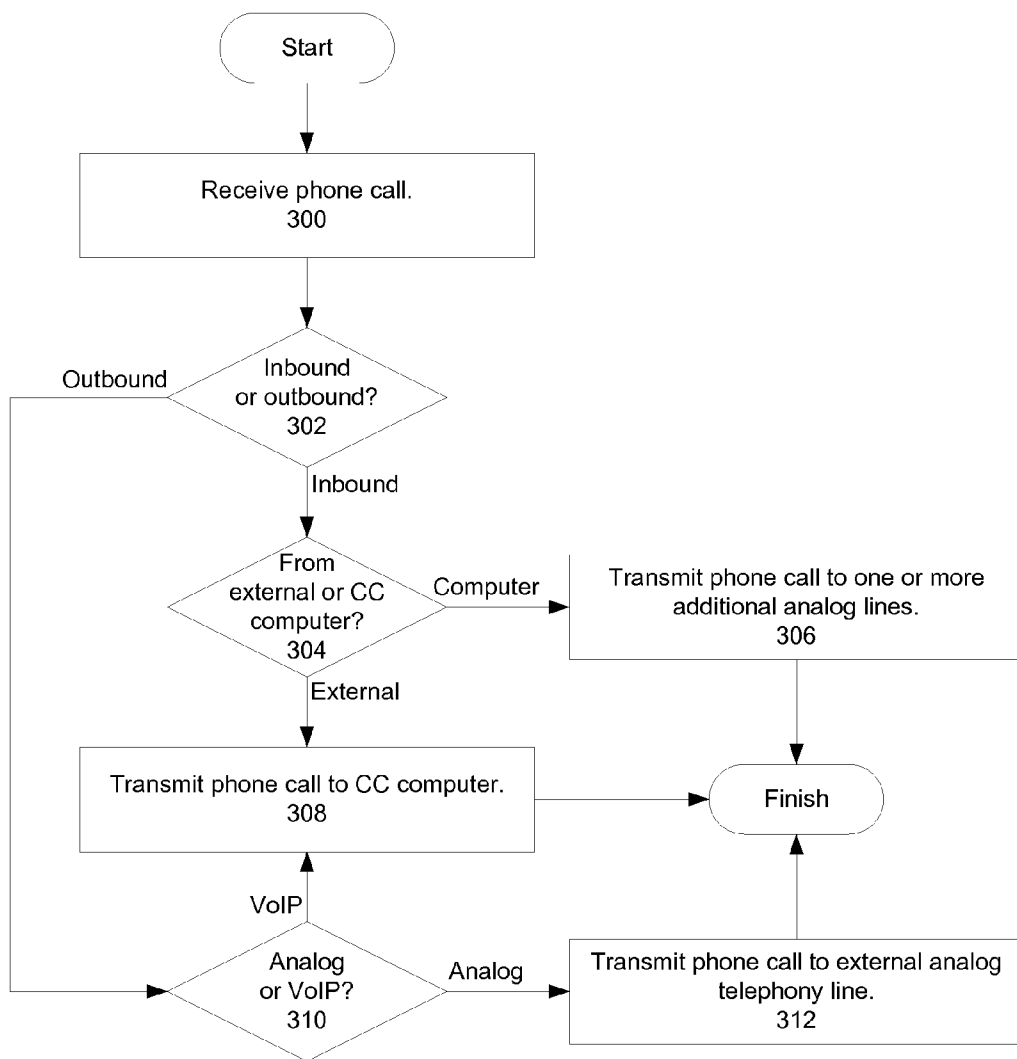 Start
Receive phone call.
300
Inbound
or outbound?
302
Outbound
Inbound
From
external or CC
computer?
304
Computer
Transmit phone call to one or more
additional analog lines.
306
External
Transmit phone call to CC computer.
308
Finish
VoIP
Analog
or VoIP?
310
Analog
Transmit phone call to external analog
telephony line.
312